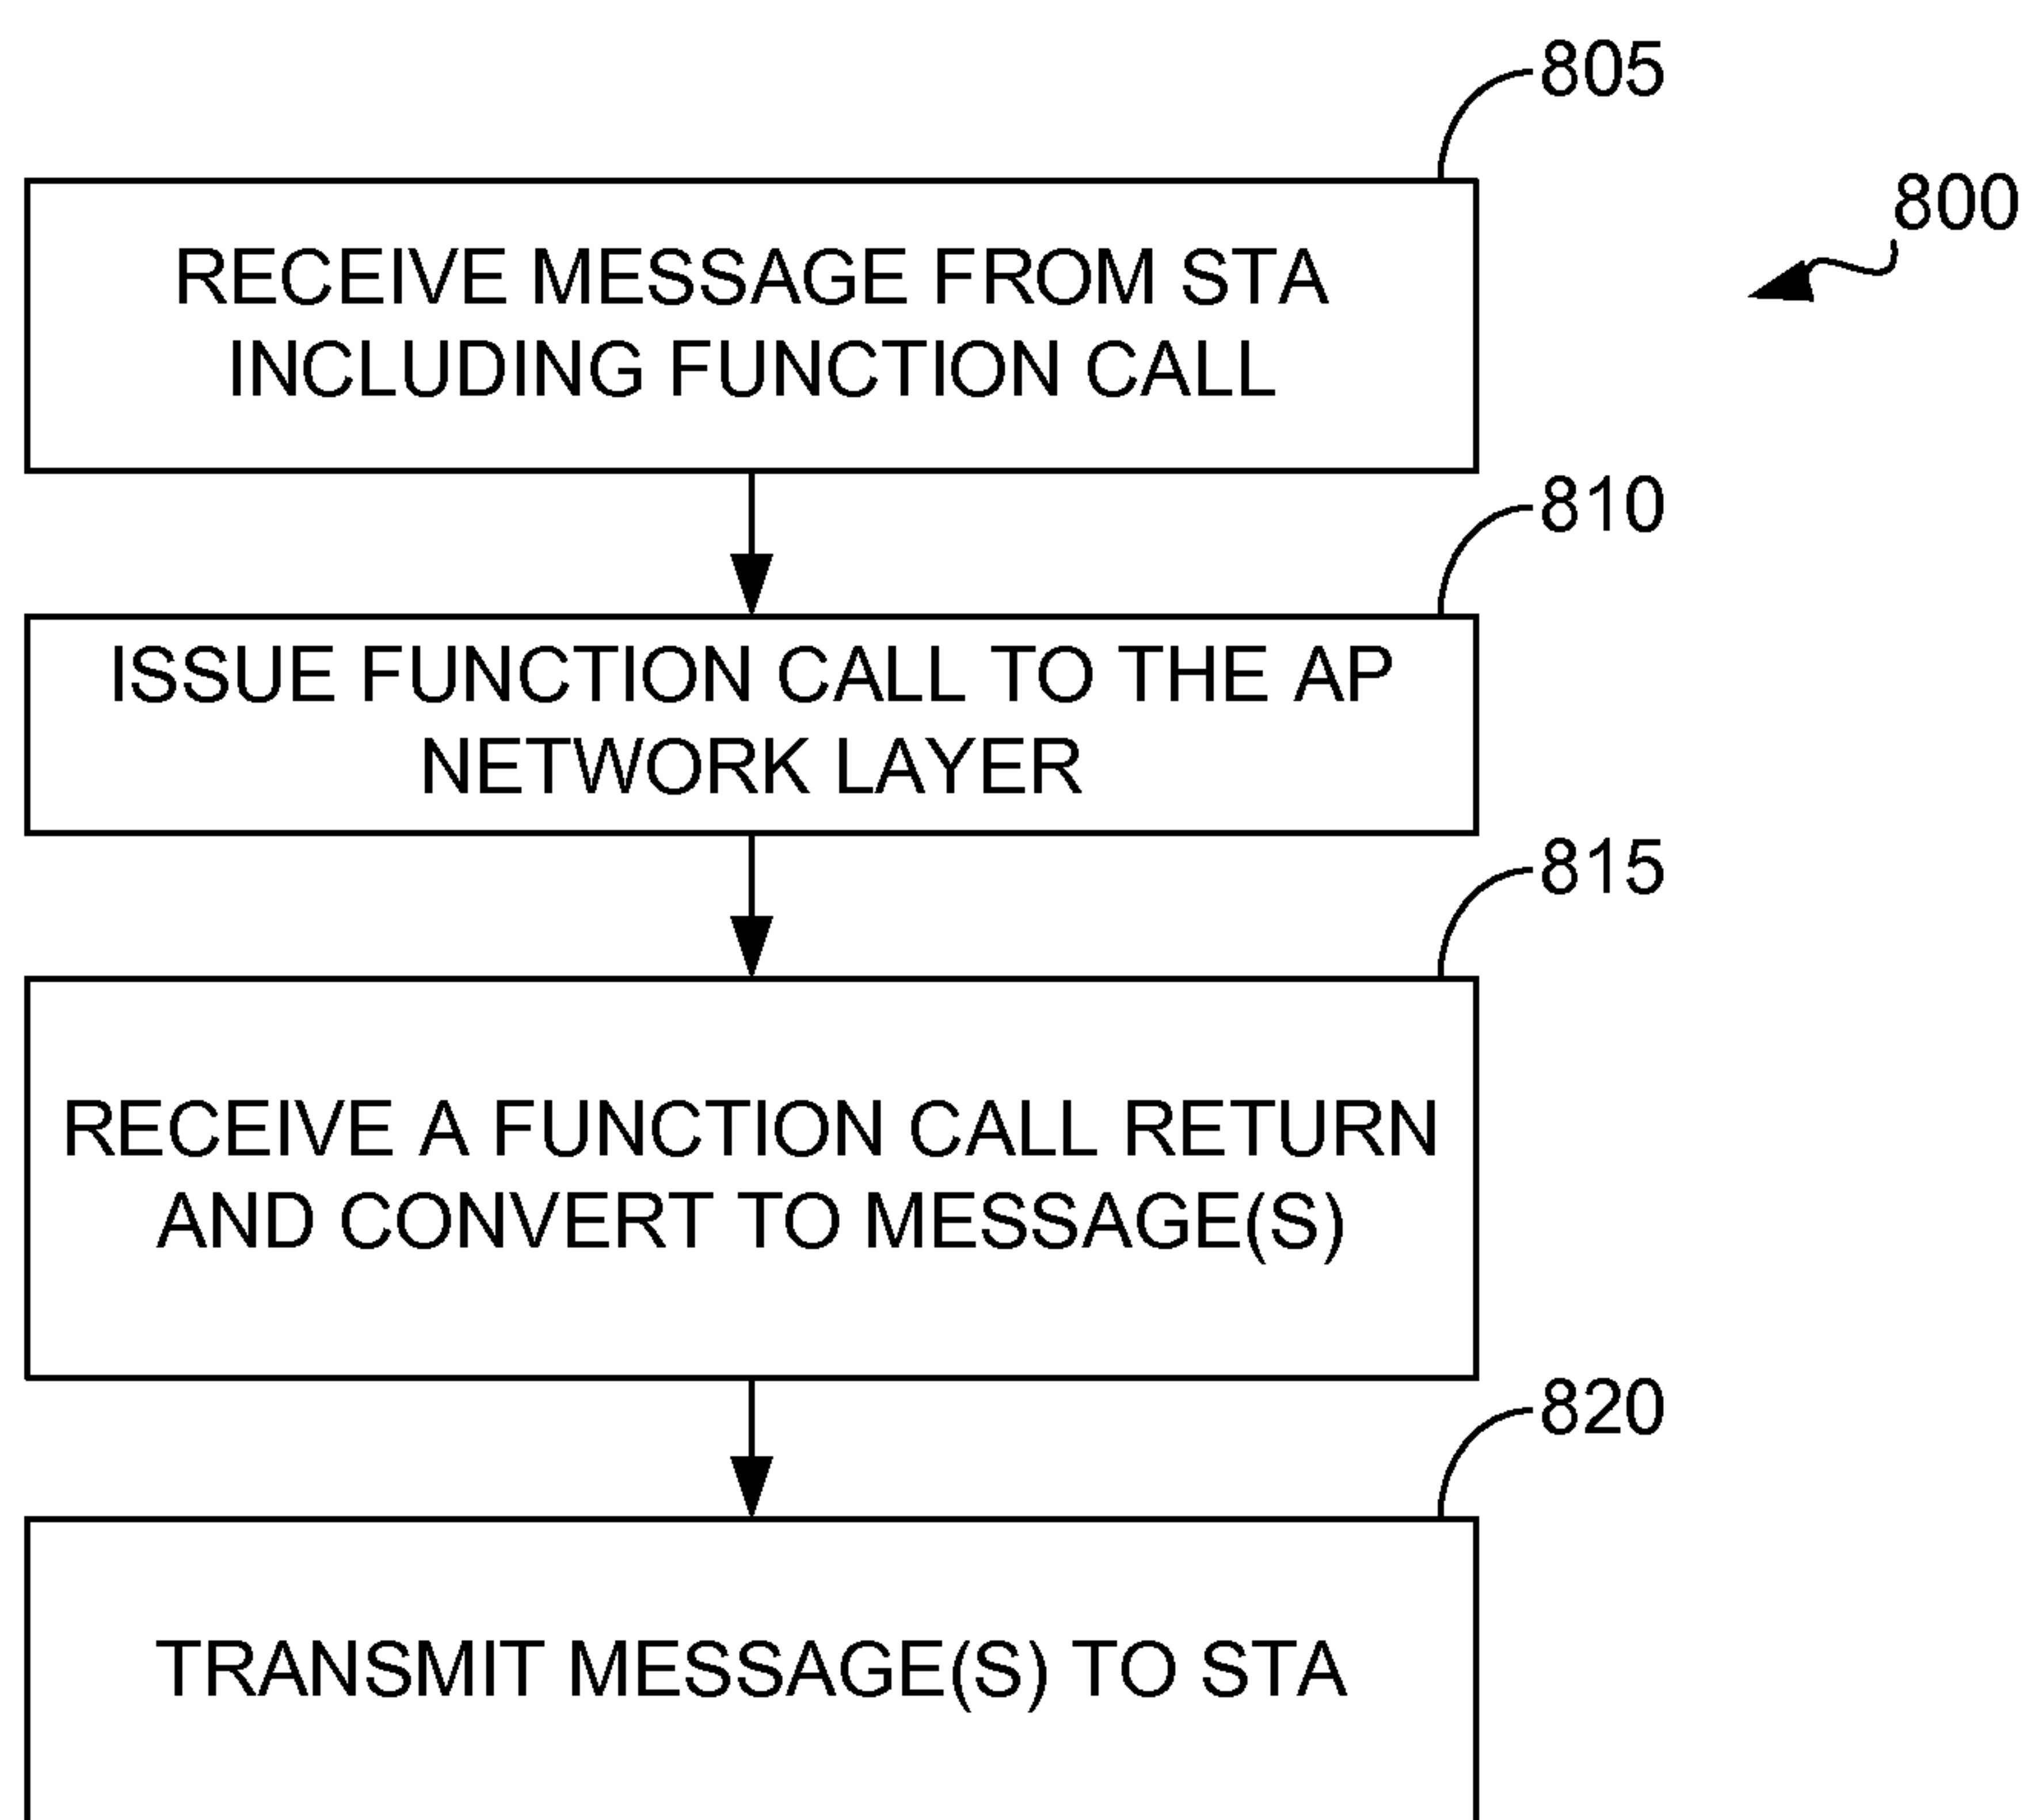 805
800
RECEIVE MESSAGE FROM STA
INCLUDING FUNCTION CALL
810
ISSUE FUNCTION CALL TO THE AP
NETWORK LAYER
815
RECEIVE A FUNCTION CALL RETURN
AND CONVERT TO MESSAGE(S)
820
TRANSMIT MESSAGE(S) TO STA